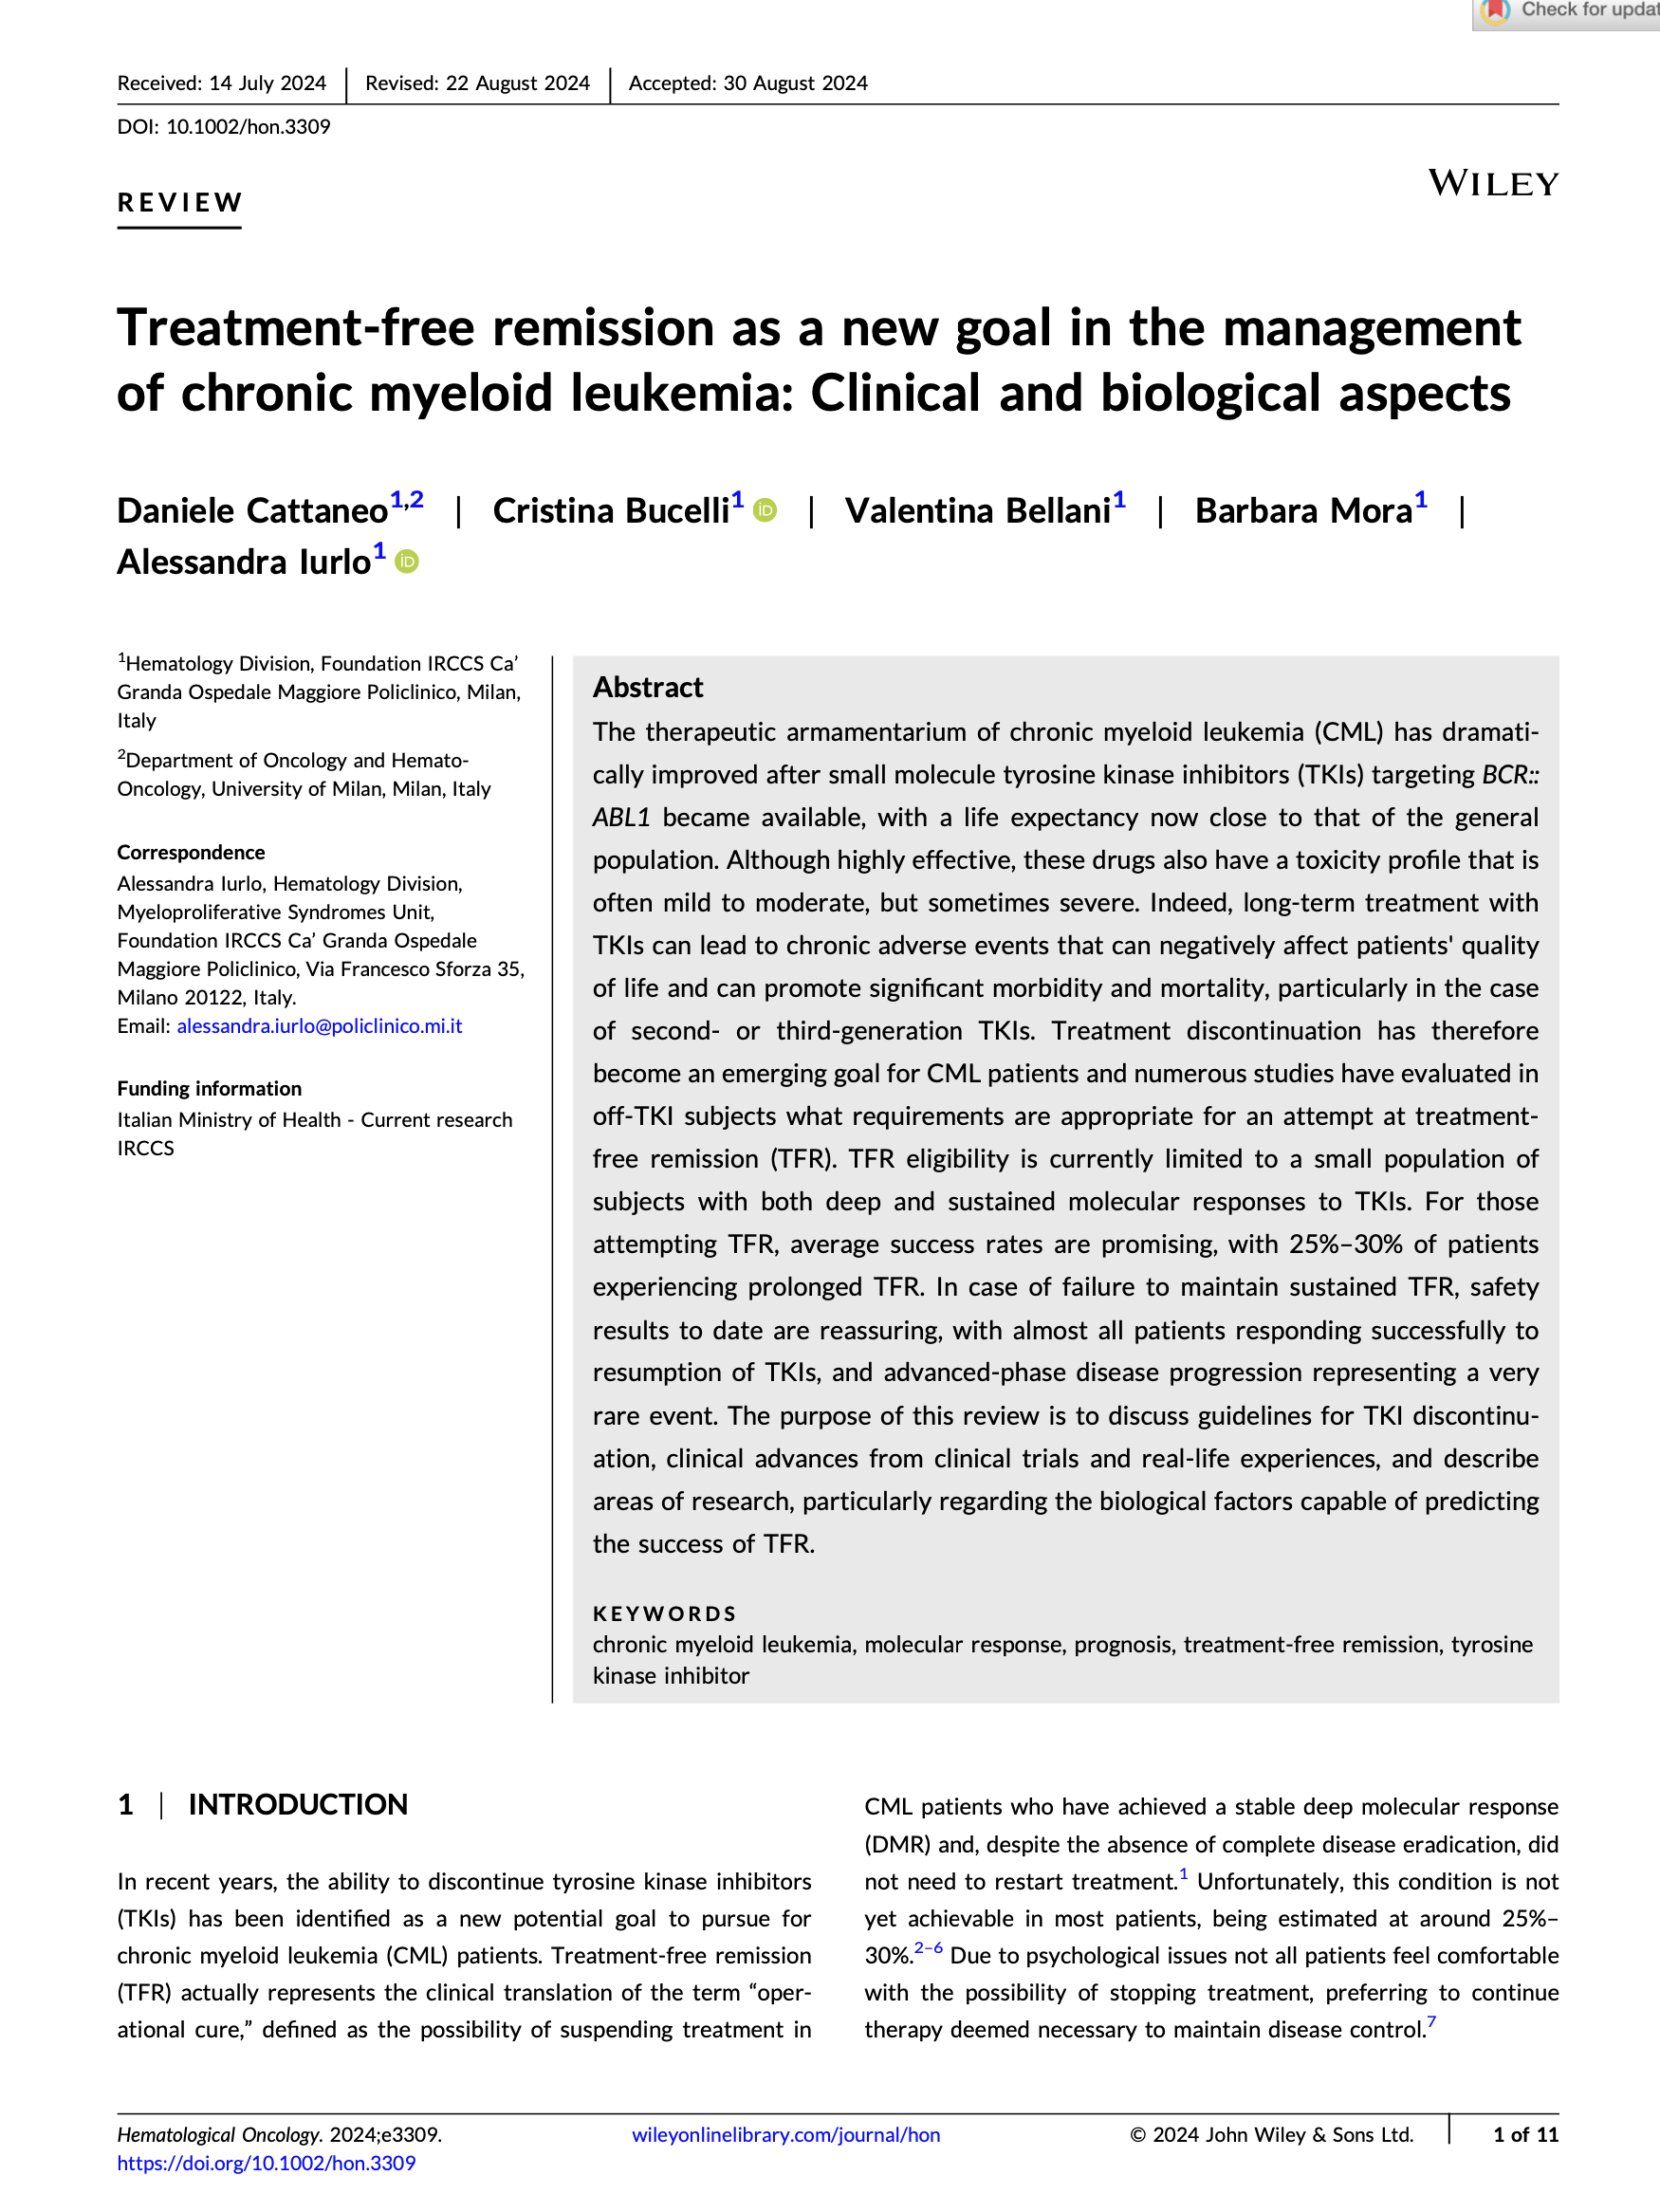 Check for updat
Received: 14 July 2024 | Revised: 22 August 2024 | Accepted: 30 August 2024
DOI: 10.1002/hon.3309
WILEY
REVIEW
Treatment-free remission as a new goal in the management
of chronic myeloid leukemia: Clinical and biological aspects
Daniele Cattaneo1,2 | Cristina Bucelli1 iD | Valentina Bellani1 | Barbara Mora1 |
Alessandra Iurlo1 iD
1Hematology Division, Foundation IRCCS Ca’
Granda Ospedale Maggiore Policlinico, Milan,
Italy
2Department of Oncology and Hemato-
Oncology, University of Milan, Milan, Italy
Correspondence
Alessandra Iurlo, Hematology Division,
Myeloproliferative Syndromes Unit,
Foundation IRCCS Ca’ Granda Ospedale
Maggiore Policlinico, Via Francesco Sforza 35,
Milano 20122, Italy.
Email: alessandra.iurlo@policlinico.mi.it
Funding information
Italian Ministry of Health - Current research
IRCCS
Abstract
The therapeutic armamentarium of chronic myeloid leukemia (CML) has dramati-
cally improved after small molecule tyrosine kinase inhibitors (TKIs) targeting BCR::
ABL1 became available, with a life expectancy now close to that of the general
population. Although highly effective, these drugs also have a toxicity profile that is
often mild to moderate, but sometimes severe. Indeed, long-term treatment with
TKIs can lead to chronic adverse events that can negatively affect patients' quality
of life and can promote significant morbidity and mortality, particularly in the case
of second- or third-generation TKIs. Treatment discontinuation has therefore
become an emerging goal for CML patients and numerous studies have evaluated in
off-TKI subjects what requirements are appropriate for an attempt at treatment-
free remission (TFR). TFR eligibility is currently limited to a small population of
subjects with both deep and sustained molecular responses to TKIs. For those
attempting TFR, average success rates are promising, with 25%–30% of patients
experiencing prolonged TFR. In case of failure to maintain sustained TFR, safety
results to date are reassuring, with almost all patients responding successfully to
resumption of TKIs, and advanced-phase disease progression representing a very
rare event. The purpose of this review is to discuss guidelines for TKI discontinu-
ation, clinical advances from clinical trials and real-life experiences, and describe
areas of research, particularly regarding the biological factors capable of predicting
the success of TFR.
KEYWORDS
chronic myeloid leukemia, molecular response, prognosis, treatment-free remission, tyrosine
kinase inhibitor
1 | INTRODUCTION
In recent years, the ability to discontinue tyrosine kinase inhibitors
(TKIs) has been identified as a new potential goal to pursue for
chronic myeloid leukemia (CML) patients. Treatment-free remission
(TFR) actually represents the clinical translation of the term “oper-
ational cure,” defined as the possibility of suspending treatment in
CML patients who have achieved a stable deep molecular response
(DMR) and, despite the absence of complete disease eradication, did
not need to restart treatment.1 Unfortunately, this condition is not
yet achievable in most patients, being estimated at around 25%–
30%.2–6 Due to psychological issues not all patients feel comfortable
with the possibility of stopping treatment, preferring to continue
therapy deemed necessary to maintain disease control.7
Hematological Oncology. 2024;e3309.
https://doi.org/10.1002/hon.3309
wileyonlinelibrary.com/journal/hon
© 2024 John Wiley & Sons Ltd. | 1 of 11